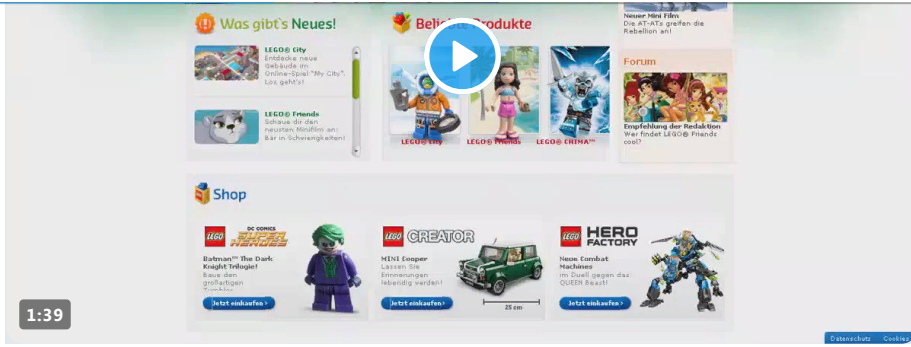 Was gibt's Neues!
LEGO® City
Entdecke neue
Gebäude im
Online-Spiel "My City".
Los geht's!
LEGO® Friends
Schaue dir den
neusten Minifilm an:
Bär in Schwierigkeiten!
Beliebte Produkte
LEGO® City
LEGO® Friends
LEGO® CHIMA™
Neuer Mini Film
Die AT-ATs greifen die
Rebellion an!
Forum
Empfehlung der Redaktion
Wer findet LEGO® Friends
cool?
Shop
LEGO
DC COMICS
SUPER
HEROES
Batman™ The Dark
Knight Trilogie!
Baue den
großartigen
Tumbler
Jetzt einkaufen >
LEGO CREATOR
MINI Cooper
Lassen Sie
Erinnerungen
lebendig werden!
Jetzt einkaufen >
25 cm
LEGO HERO
FACTORY
Neue Combat
Machines
im Duell gegen das
QUEEN Beast!
Jetzt einkaufen >
1:39
Datenschutz Cookies